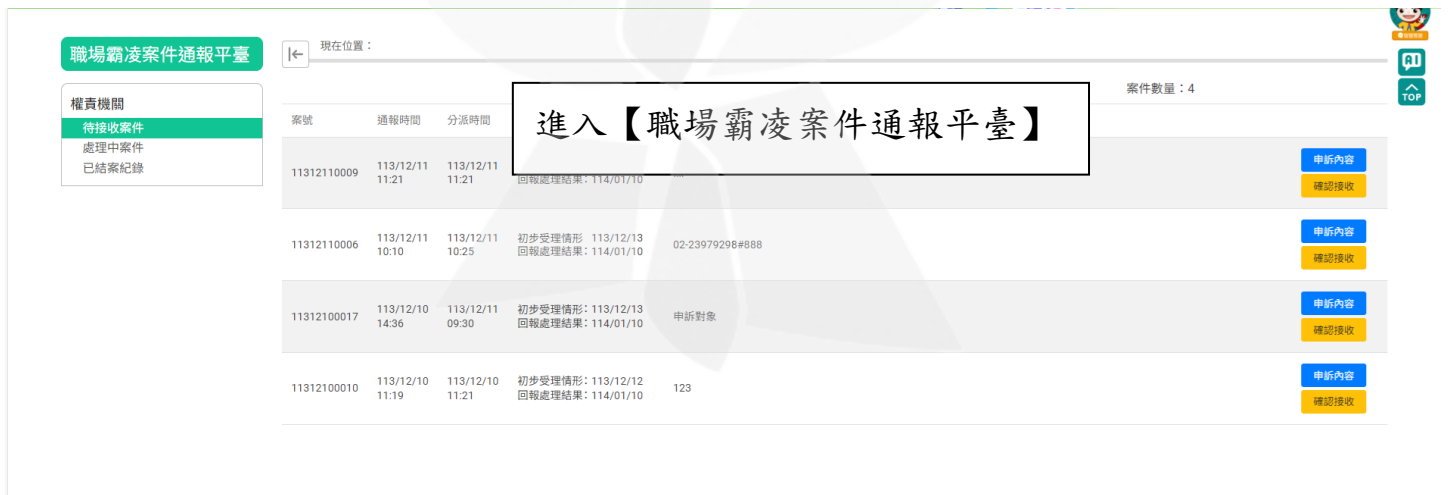 職場霸凌案件通報平臺
現在位置：
權責機關
待接收案件
處理中案件
已結案紀錄
案件數量：4
進入【職場霸凌案件通報平臺】
案號 通報時間 分派時間
11312110009 113/12/11 11:21 113/12/11 11:21 回報處理結果：114/01/10
申訴內容
確認接收
11312110006 113/12/11 10:10 113/12/11 10:25 初步受理情形 113/12/13 回報處理結果：114/01/10 02-23979298#888
申訴內容
確認接收
11312100017 113/12/10 14:36 113/12/11 09:30 初步受理情形：113/12/13 回報處理結果：114/01/10 申訴對象
申訴內容
確認接收
11312100010 113/12/10 11:19 113/12/10 11:21 初步受理情形：113/12/12 回報處理結果：114/01/10 123
申訴內容
確認接收
AI
TOP